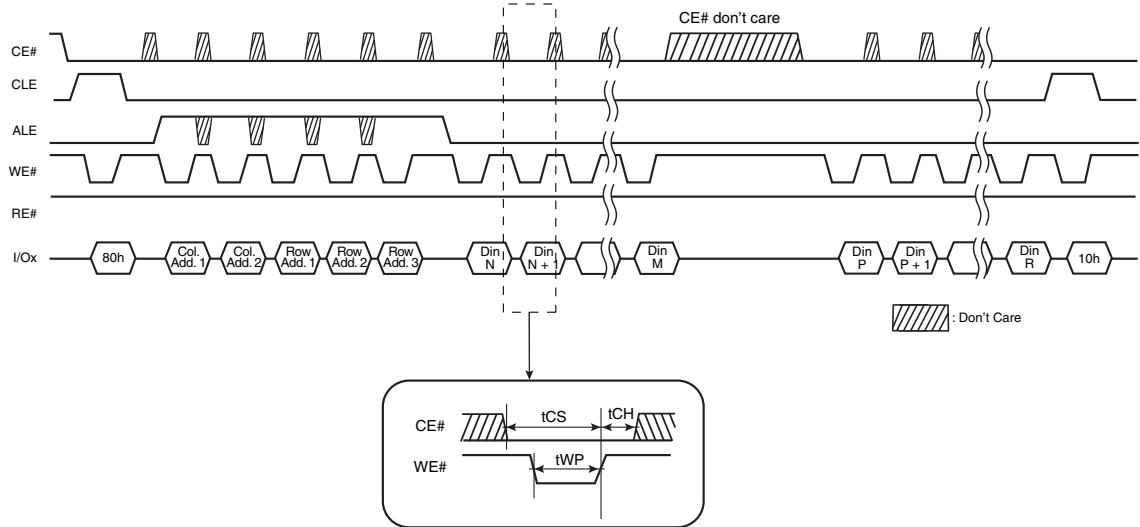 CE# don't care
CE#
CLE
ALE
WE#
RE#
I/Ox
80h
Col.
Add. 1
Col.
Add. 2
Row
Add. 1
Row
Add. 2
Row
Add. 3
Din
N
Din
N + 1
Din
M
Din
P
Din
P + 1
Din
R
10h
: Don't Care
CE#
tCS
tCH
WE#
tWP